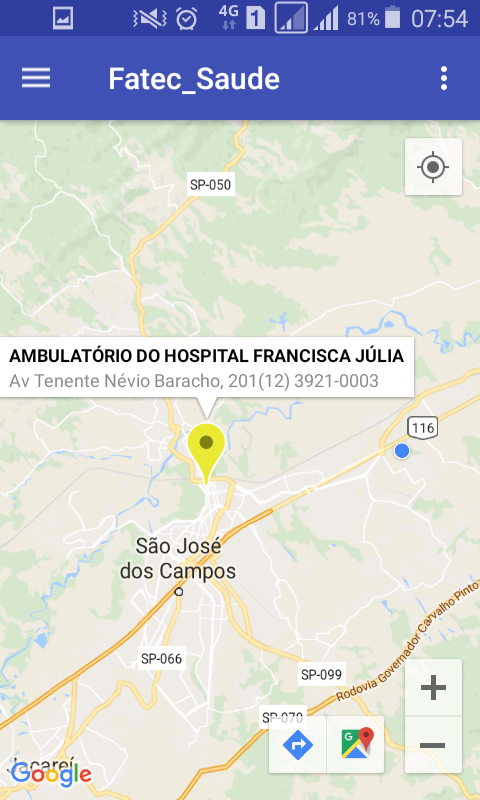 4G 1 81% 07:54
Fatec_Saude
SP-050
AMBULATÓRIO DO HOSPITAL FRANCISCA JÚLIA
Av Tenente Névio Baracho, 201(12) 3921-0003
116
São José
dos Campos
SP-066
SP-099
Rodovia Governador Carvalho Pinto
SP-070
Jacareí
Google